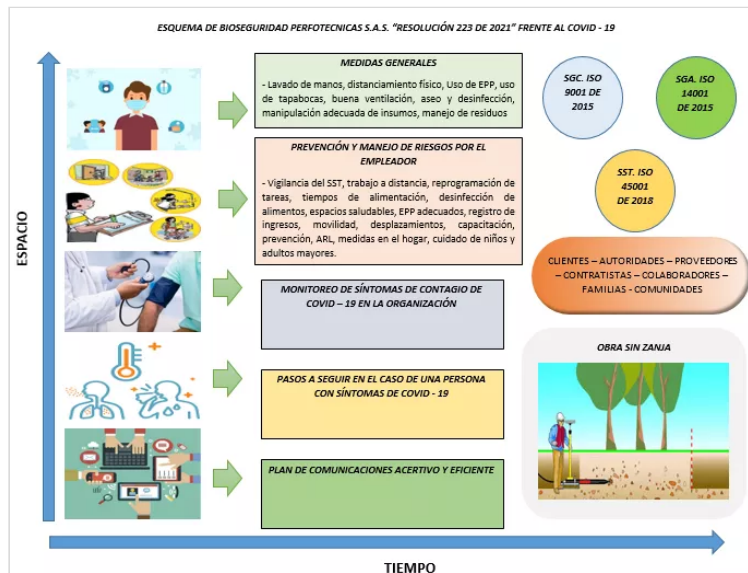 ESQUEMA DE BIOSEGURIDAD PERFOTECNICAS S.A.S. "RESOLUCIÓN 223 DE 2021" FRENTE AL COVID - 19
MEDIDAS GENERALES
- Lavado de manos, distanciamiento físico, Uso de EPP, uso
de tapabocas, buena ventilación, aseo y desinfección,
manipulación adecuada de insumos, manejo de residuos
PREVENCIÓN Y MANEJO DE RIESGOS POR EL
EMPLEADOR
- Vigilancia del SST, trabajo a distancia, reprogramación de
tareas, tiempos de alimentación, desinfección de
alimentos, espacios saludables, EPP adecuados, registro de
ingresos, movilidad, desplazamientos, capacitación,
prevención, ARL, medidas en el hogar, cuidado de niños y
adultos mayores.
MONITOREO DE SÍNTOMAS DE CONTAGIO DE
COVID – 19 EN LA ORGANIZACIÓN
PASOS A SEGUIR EN EL CASO DE UNA PERSONA
CON SÍNTOMAS DE COVID - 19
PLAN DE COMUNICACIONES ACERTIVO Y EFICIENTE
SGC. ISO
9001 DE
2015
SGA. ISO
14001
DE 2015
SST. ISO
45001
DE 2018
CLIENTES – AUTORIDADES – PROVEEDORES
– CONTRATISTAS – COLABORADORES –
FAMILIAS - COMUNIDADES
OBRA SIN ZANJA
ESPACIO
TIEMPO